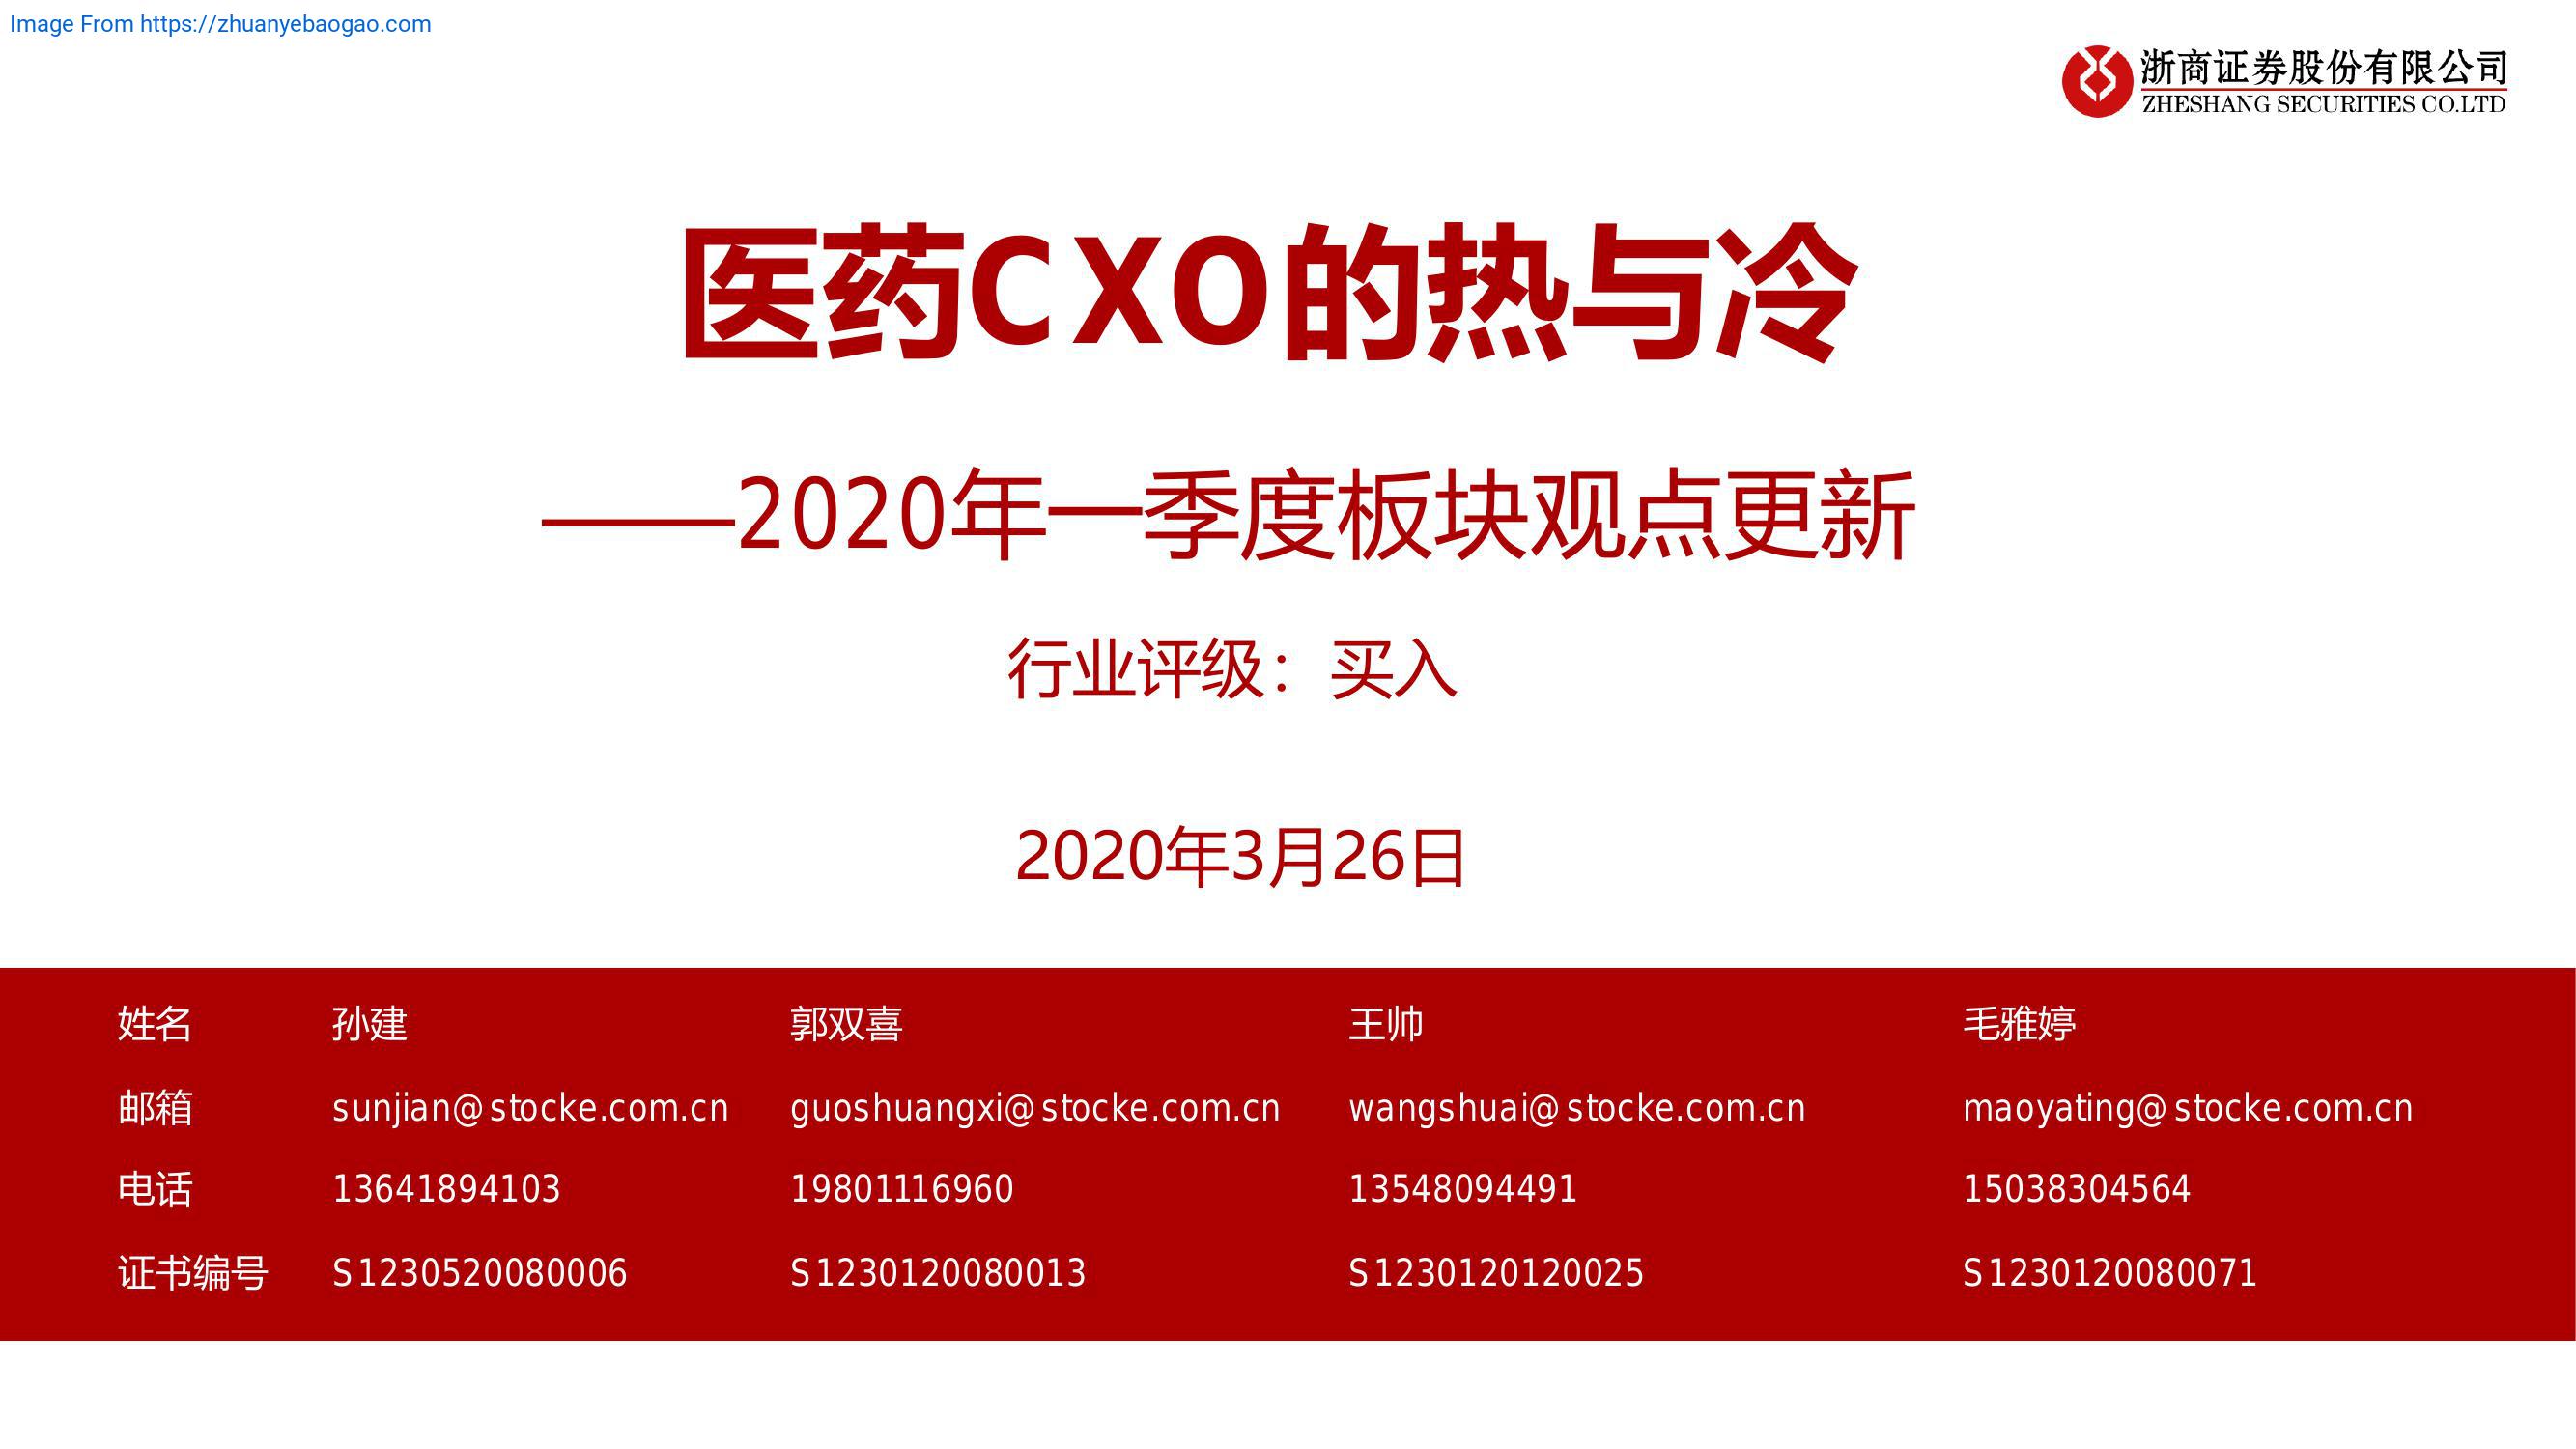 Image From https://zhuanyebaogao.com
浙商证券股份有限公司
ZHESHANG SECURITIES CO.LTD
医药CXO的热与冷
——2020年一季度板块观点更新
行业评级：买入
2020年3月26日
姓名 孙建 郭双喜 王帅 毛雅婷
邮箱 sunjian@stocke.com.cn guoshuangxi@stocke.com.cn wangshuai@stocke.com.cn maoyating@stocke.com.cn
电话 13641894103 19801116960 13548094491 15038304564
证书编号 S1230520080006 S1230120080013 S1230120120025 S1230120080071